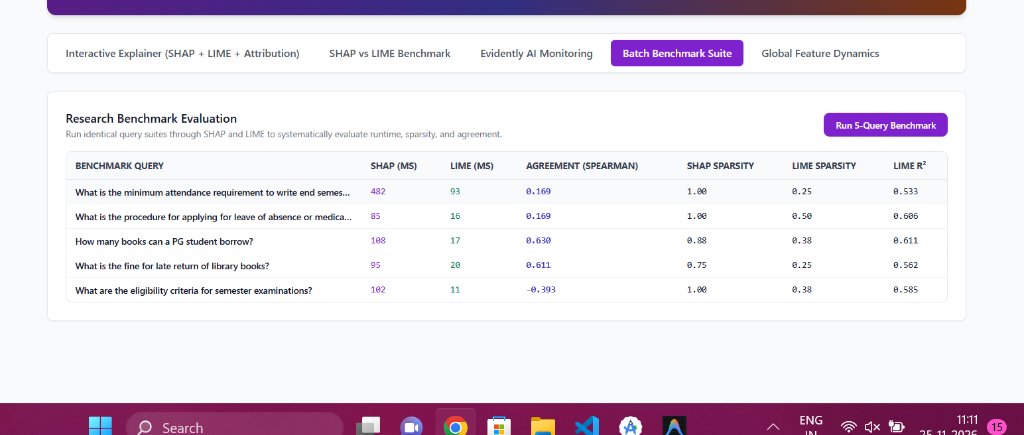 Interactive Explainer (SHAP + LIME + Attribution) SHAP vs LIME Benchmark Evidently AI Monitoring Batch Benchmark Suite Global Feature Dynamics
Research Benchmark Evaluation
Run identical query suites through SHAP and LIME to systematically evaluate runtime, sparsity, and agreement.
Run 5-Query Benchmark
BENCHMARK QUERY SHAP (MS) LIME (MS) AGREEMENT (SPEARMAN) SHAP SPARSITY LIME SPARSITY LIME R²
What is the minimum attendance requirement to write end semes... 482 93 0.169 1.00 0.25 0.533
What is the procedure for applying for leave of absence or medica... 85 16 0.169 1.00 0.50 0.606
How many books can a PG student borrow? 108 17 0.630 0.88 0.38 0.611
What is the fine for late return of library books? 95 20 0.611 0.75 0.25 0.562
What are the eligibility criteria for semester examinations? 102 11 -0.393 1.00 0.38 0.585
Search
ENG
IN
11:11
25-11-2026
15